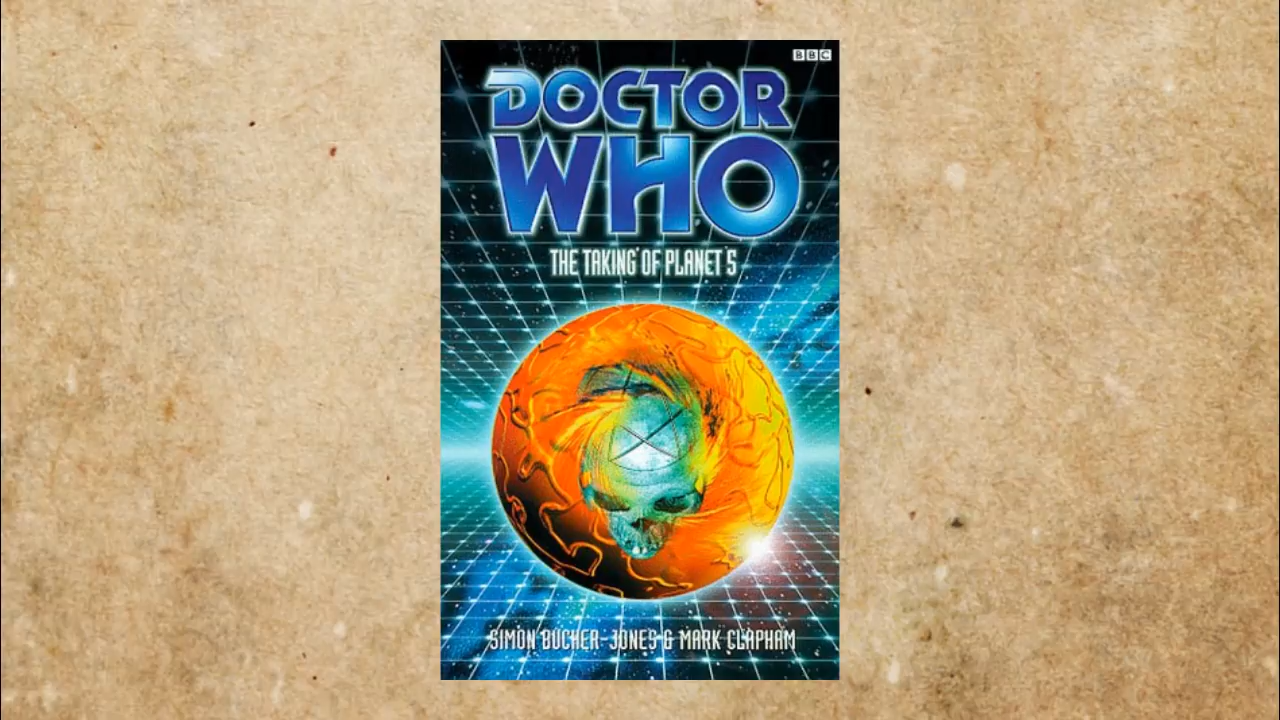 BBC
DOCTOR
WHO
THE TAKING OF PLANET 5
SIMON BUCHER-JONES & MARK CLAPHAM